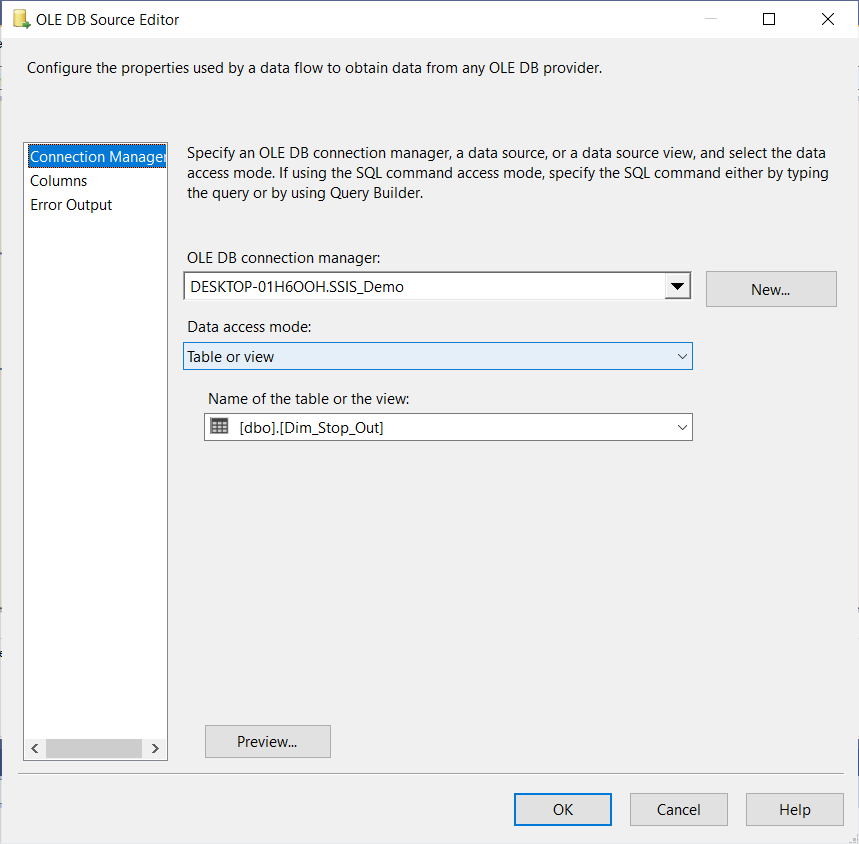 OLE DB Source Editor
Configure the properties used by a data flow to obtain data from any OLE DB provider.
Connection Manager
Columns
Error Output
Specify an OLE DB connection manager, a data source, or a data source view, and select the data
access mode. If using the SQL command access mode, specify the SQL command either by typing
the query or by using Query Builder.
OLE DB connection manager:
DESKTOP-01H6OOH.SSIS_Demo
New...
Data access mode:
Table or view
Name of the table or the view:
[dbo].[Dim_Stop_Out]
Preview...
OK
Cancel
Help